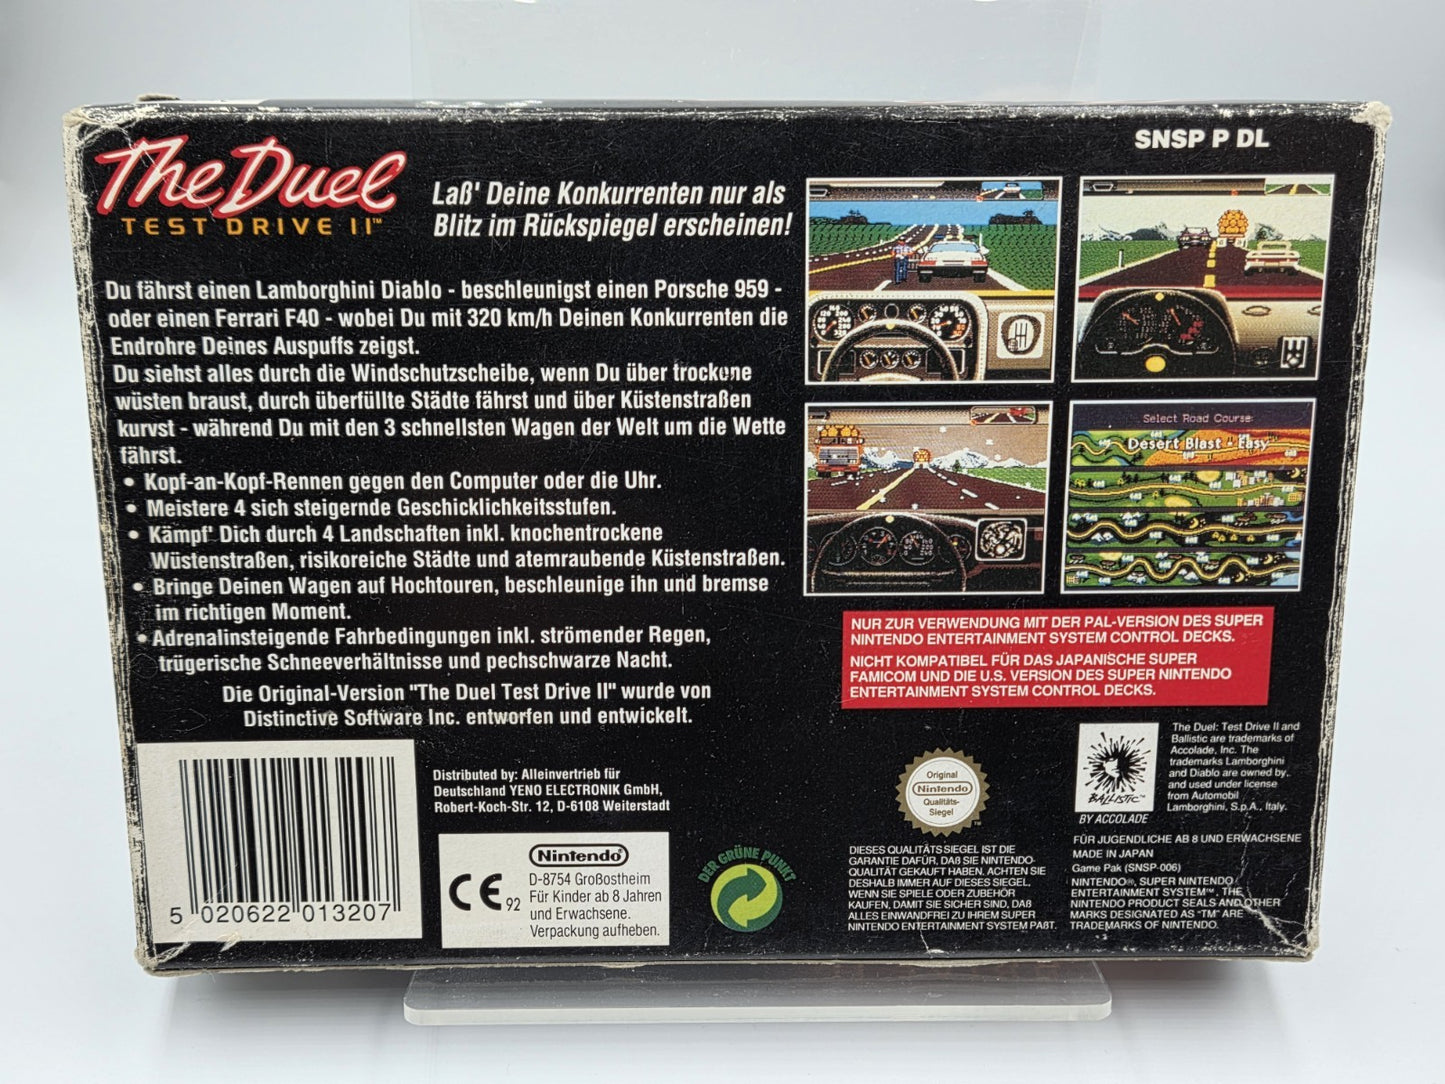 The Duel
TEST DRIVE II™
Laß' Deine Konkurrenten nur als
Blitz im Rückspiegel erscheinen!
Du fährst einen Lamborghini Diablo - beschleunigst einen Porsche 959 -
oder einen Ferrari F40 - wobei Du mit 320 km/h Deinen Konkurrenten die
Endrohre Deines Auspuffs zeigst.
Du siehst alles durch die Windschutzscheibe, wenn Du über trockene
wüsten braust, durch überfüllte Städte fährst und über Küstenstraßen
kurvst - während Du mit den 3 schnellsten Wagen der Welt um die Wette
fährst.
• Kopf-an-Kopf-Rennen gegen den Computer oder die Uhr.
• Meistere 4 sich steigernde Geschicklichkeitsstufen.
• Kämpf' Dich durch 4 Landschaften inkl. knochentrockene
Wüstenstraßen, risikoreiche Städte und atemraubende Küstenstraßen.
• Bringe Deinen Wagen auf Hochtouren, beschleunige ihn und bremse
im richtigen Moment.
• Adrenalinsteigende Fahrbedingungen inkl. strömender Regen,
trügerische Schneeverhältnisse und pechschwarze Nacht.
Die Original-Version "The Duel Test Drive II" wurde von
Distinctive Software Inc. entworfen und entwickelt.
5 020622 013207
Distributed by: Alleinvertrieb für
Deutschland YENO ELECTRONIK GmbH,
Robert-Koch-Str. 12, D-6108 Weiterstadt
CE 92
Nintendo
D-8754 Großostheim
Für Kinder ab 8 Jahren
und Erwachsene.
Verpackung aufheben.
DER GRÜNE PUNKT
SNSP P DL
Select Road Course
Desert Blast - Easy
NUR ZUR VERWENDUNG MIT DER PAL-VERSION DES SUPER
NINTENDO ENTERTAINMENT SYSTEM CONTROL DECKS.
NICHT KOMPATIBEL FÜR DAS JAPANISCHE SUPER
FAMICOM UND DIE U.S. VERSION DES SUPER NINTENDO
ENTERTAINMENT SYSTEM CONTROL DECKS.
Original
Nintendo
Qualitäts-
Siegel
™
DIESES QUALITÄTSSIEGEL IST DIE
GARANTIE DAFÜR, DAß SIE NINTENDO-
QUALITÄT GEKAUFT HABEN. ACHTEN SIE
DESHALB IMMER AUF DIESES SIEGEL,
WENN SIE SPIELE ODER ZUBEHÖR
KAUFEN, DAMIT SIE SICHER SIND, DAß
ALLES EINWANDFREI ZU IHREM SUPER
NINTENDO ENTERTAINMENT SYSTEM PAßT.
BALLISTIC™
BY ACCOLADE
The Duel: Test Drive II and
Ballistic are trademarks of
Accolade, Inc. The
trademarks Lamborghini
and Diablo are owned by
and used under license
from Automobil
Lamborghini, S.p.A., Italy.
FÜR JUGENDLICHE AB 8 UND ERWACHSENE
MADE IN JAPAN
Game Pak (SNSP-006)
NINTENDO®, SUPER NINTENDO
ENTERTAINMENT SYSTEM™, THE
NINTENDO PRODUCT SEALS AND OTHER
MARKS DESIGNATED AS "TM" ARE
TRADEMARKS OF NINTENDO.